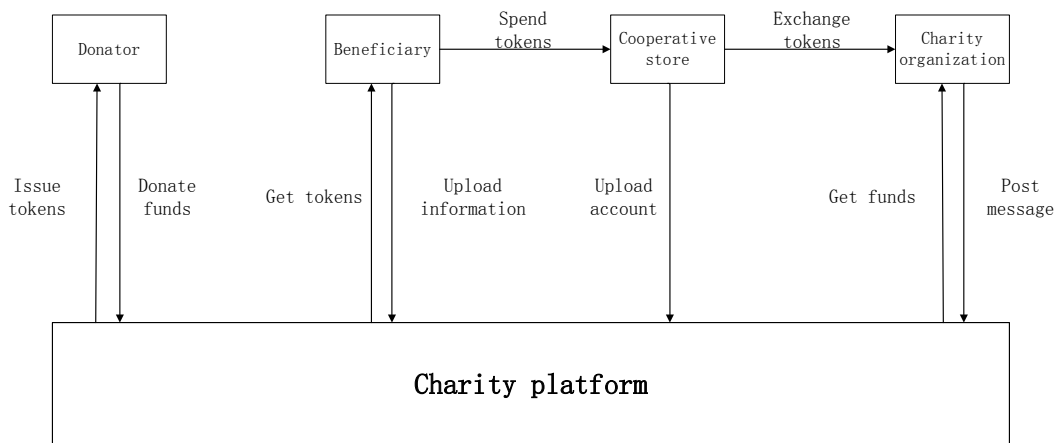 Donator
Beneficiary
Spend
tokens
Cooperative
store
Exchange
tokens
Charity
organization
Issue
tokens
Donate
funds
Get tokens
Upload
information
Upload
account
Get funds
Post
message
Charity platform